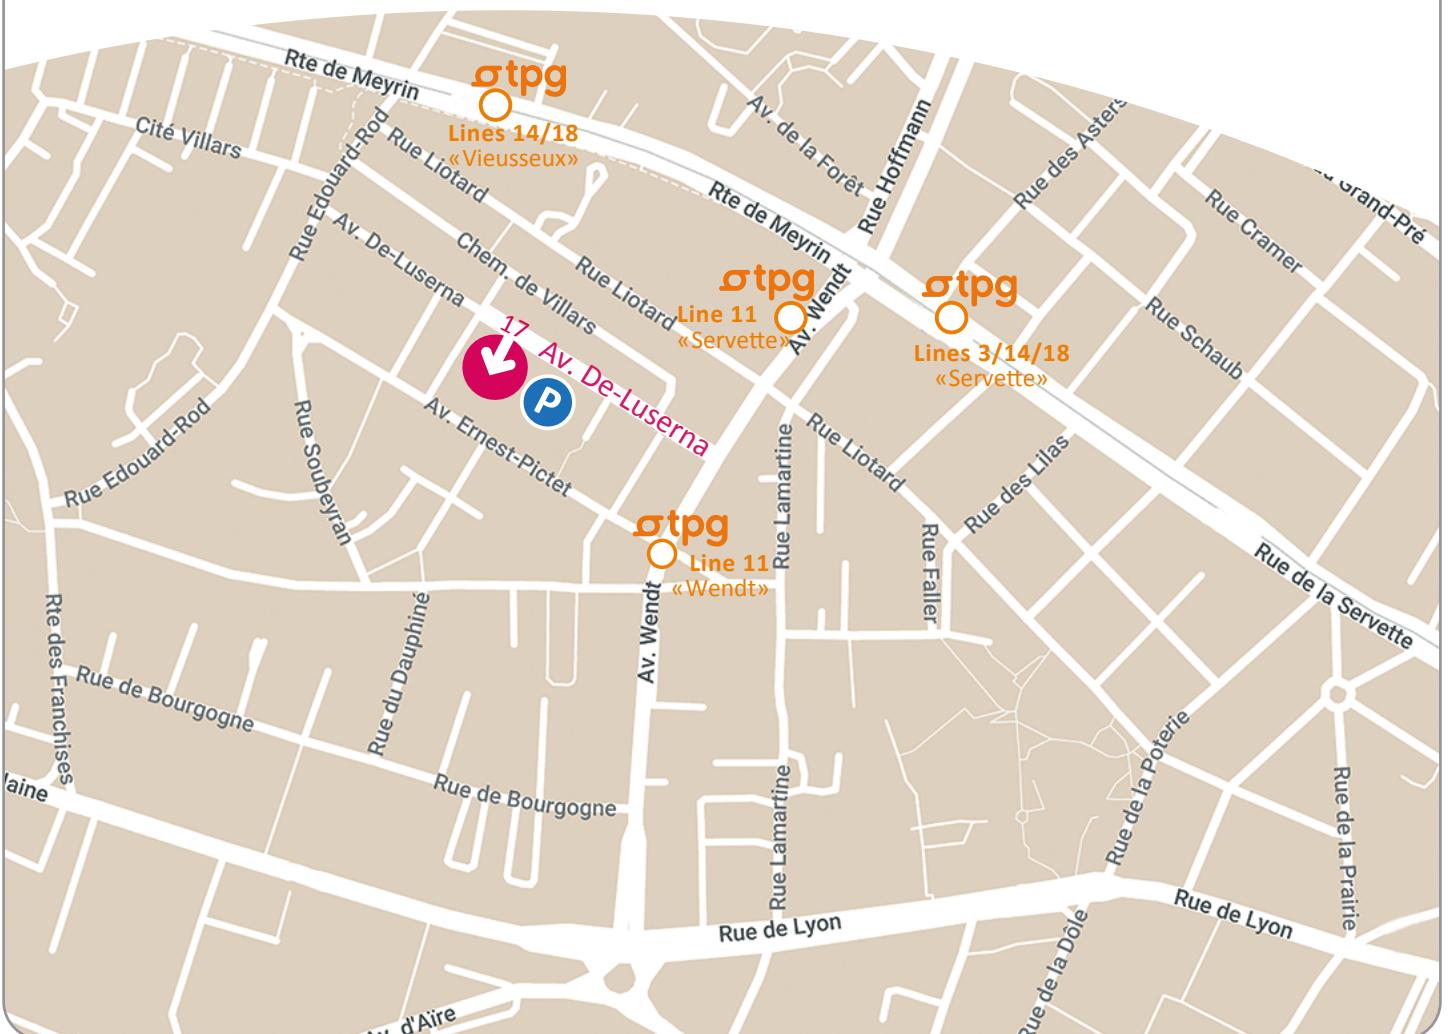 Rte de Meyrin
tpg
Lines 14/18
«Vieusseux»
Cité Villars
Rue Edouard-Rod
Rue Liotard
Av. de la Forêt
Rue Hoffmann
Rue des Asters
Rue Cramer
Grand-Pré
Rte de Meyrin
Av. De-Luserna
Chem. de Villars
Rue Liotard
tpg
Line 11
«Servette»
Av. Wendt
tpg
Lines 3/14/18
«Servette»
Rue Schaub
17 Av. De-Luserna
P
Av. Ernest-Pictet
Rue Edouard-Rod
Rue Soubeyran
Rue Lamartine
Rue Liotard
Rue des Lilas
tpg
Line 11
«Wendt»
Rue Faller
Rue de la Servette
Rte des Franchises
Rue du Dauphiné
Av. Wendt
Rue de Bourgogne
Rue de Bourgogne
laine
Rue Lamartine
Rue de la Poterie
Rue de la Prairie
Rue de Lyon
Rue de Lyon
Rue de la Dôle
Av. d'Aïre